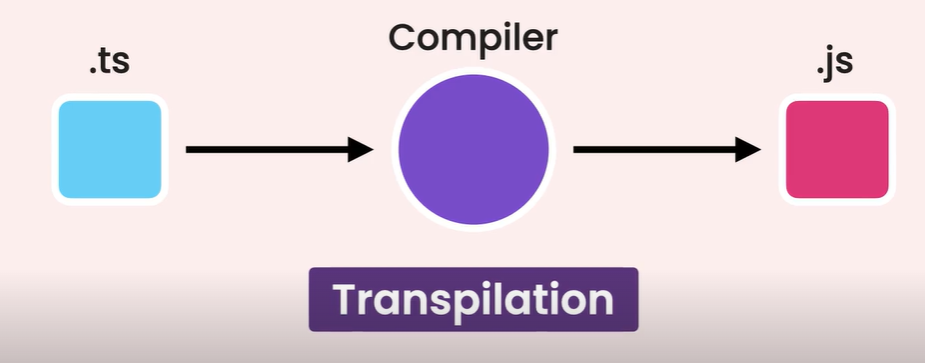 .ts
Compiler
.js
Transpilation